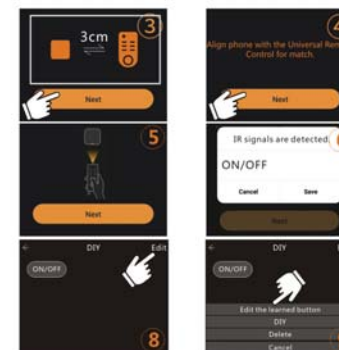 3
3cm
Next
4
Align phone with the Universal Rem
Control for match.
Next
5
Next
IR signals are detected.
ON/OFF
Cancel
Save
Next
DIY
Edit
ON/OFF
8
DIY
ON/OFF
Edit the learned button
DIY
Delete
Cancel